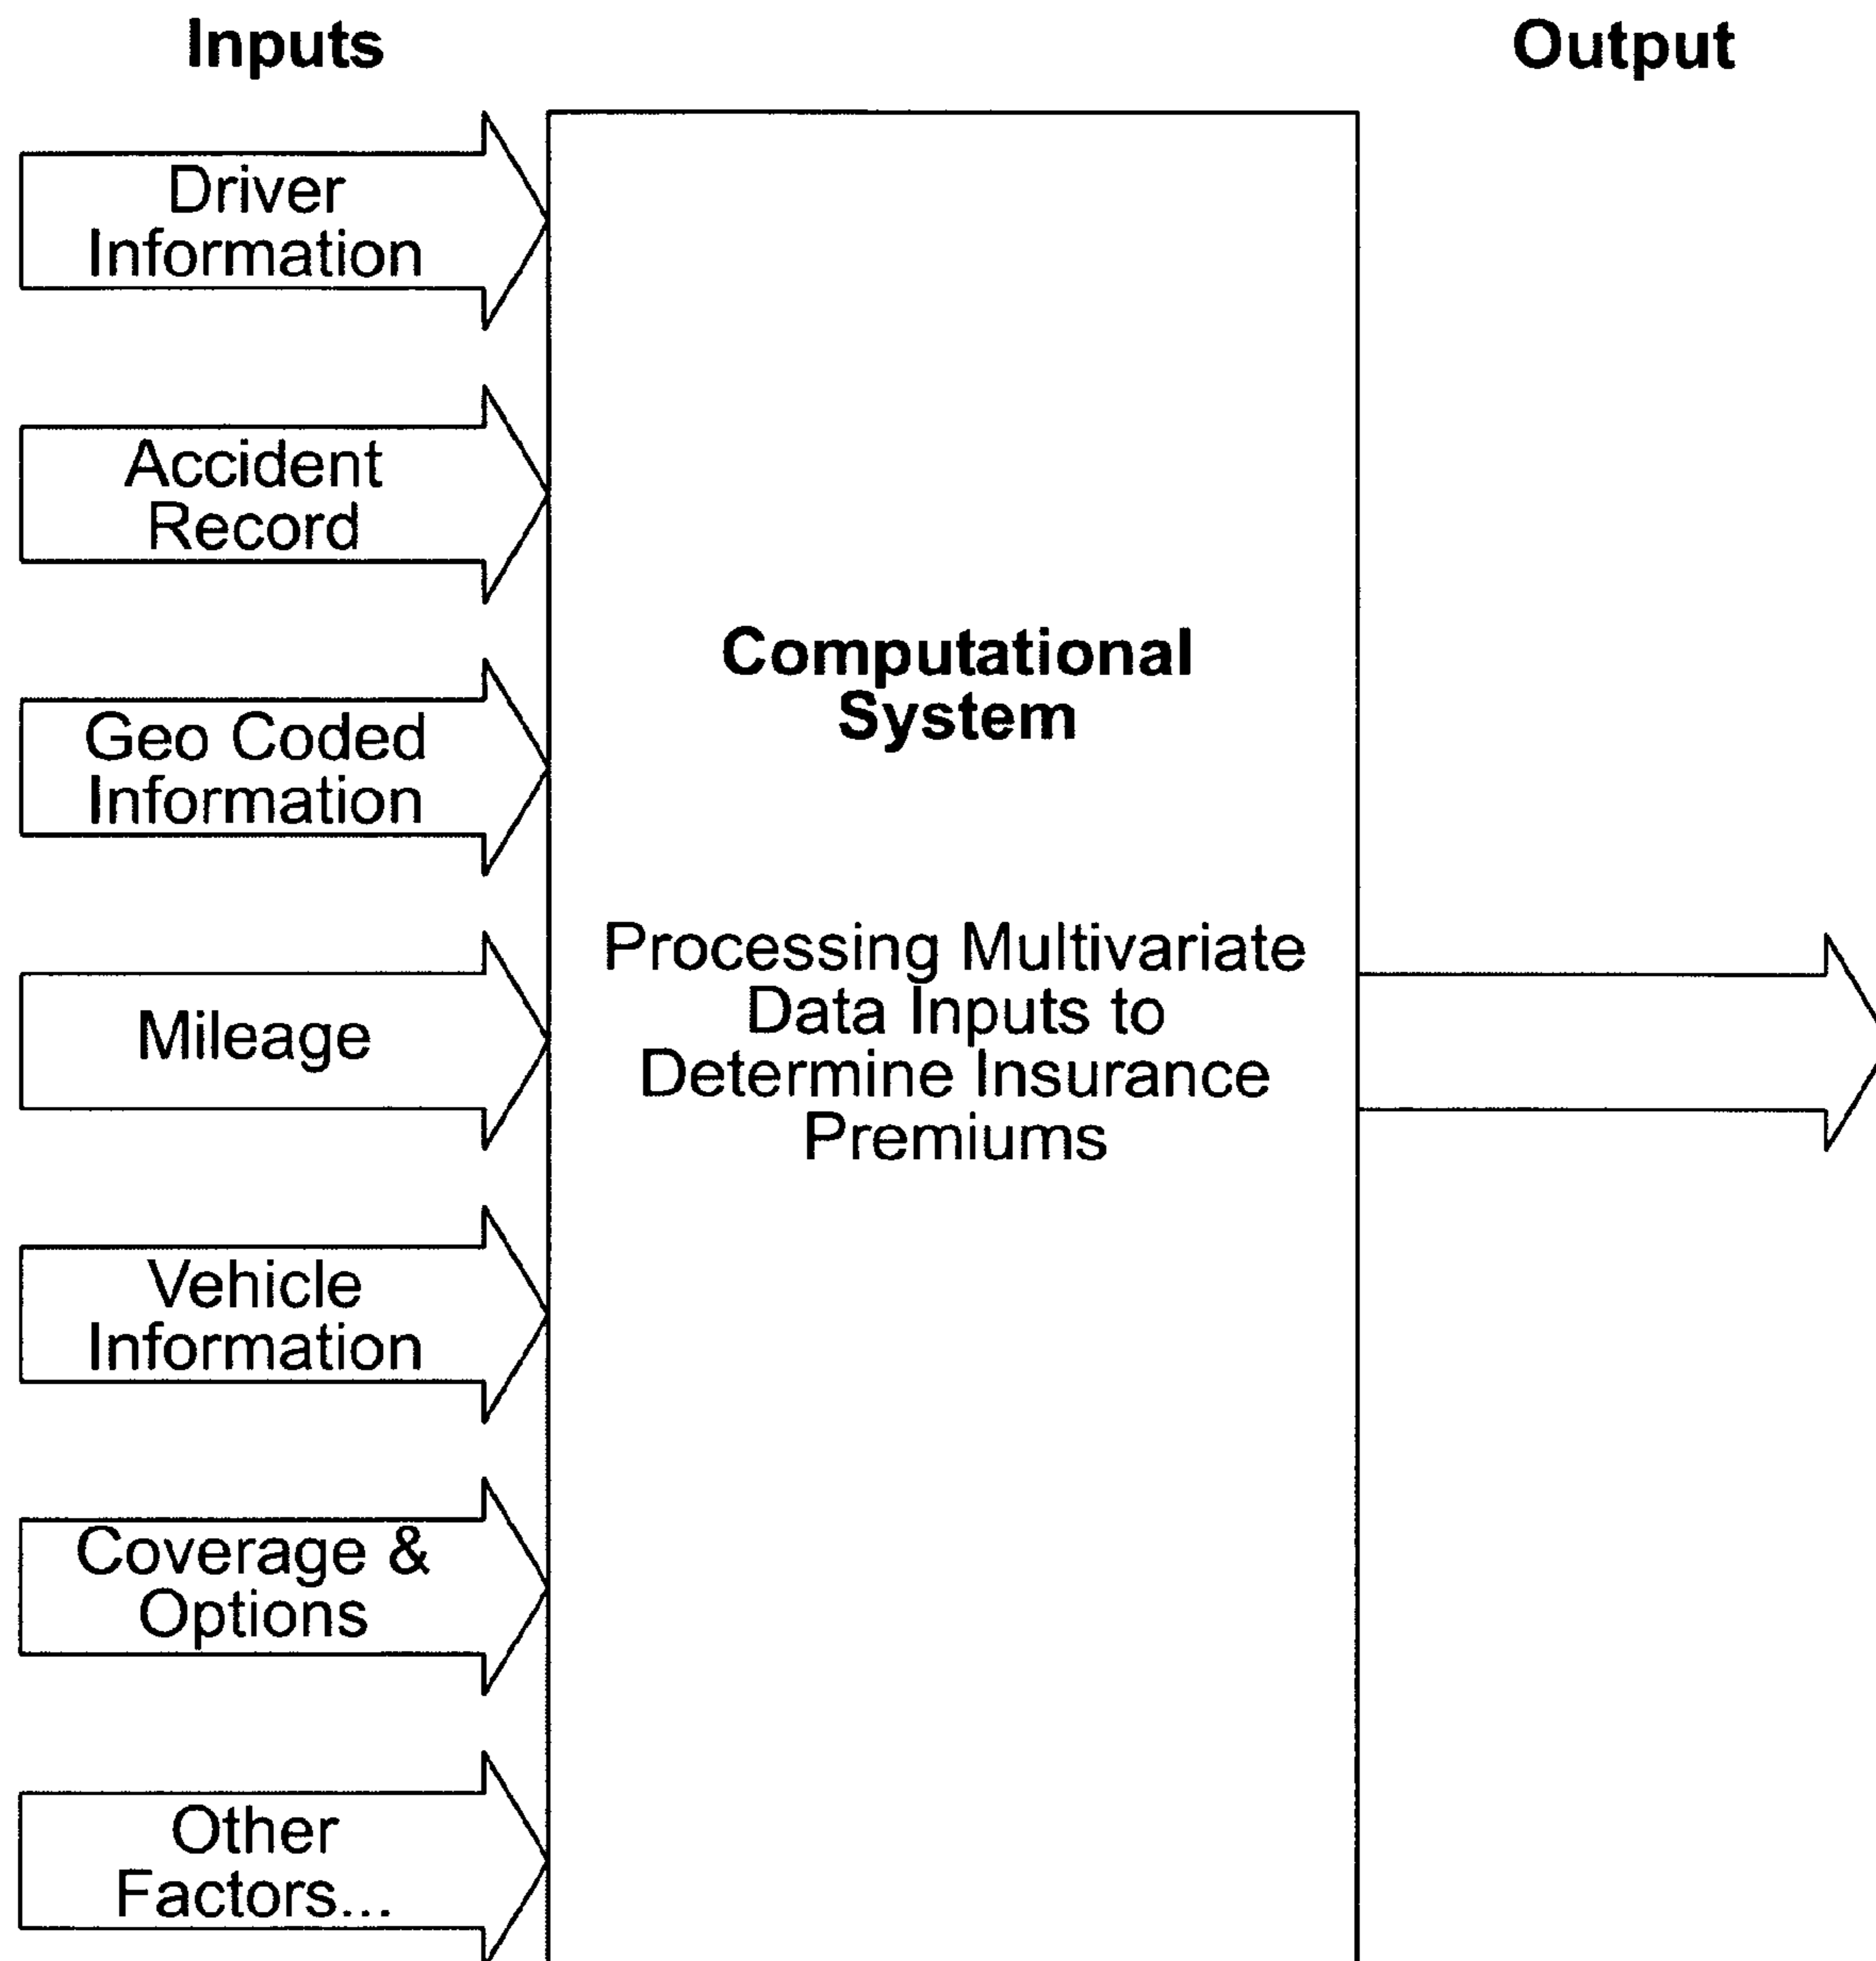 Inputs
Output
Driver
Information
Accident
Record
Geo Coded
Information
Mileage
Vehicle
Information
Coverage &
Options
Other
Factors...
Computational
System
Processing Multivariate
Data Inputs to
Determine Insurance
Premiums